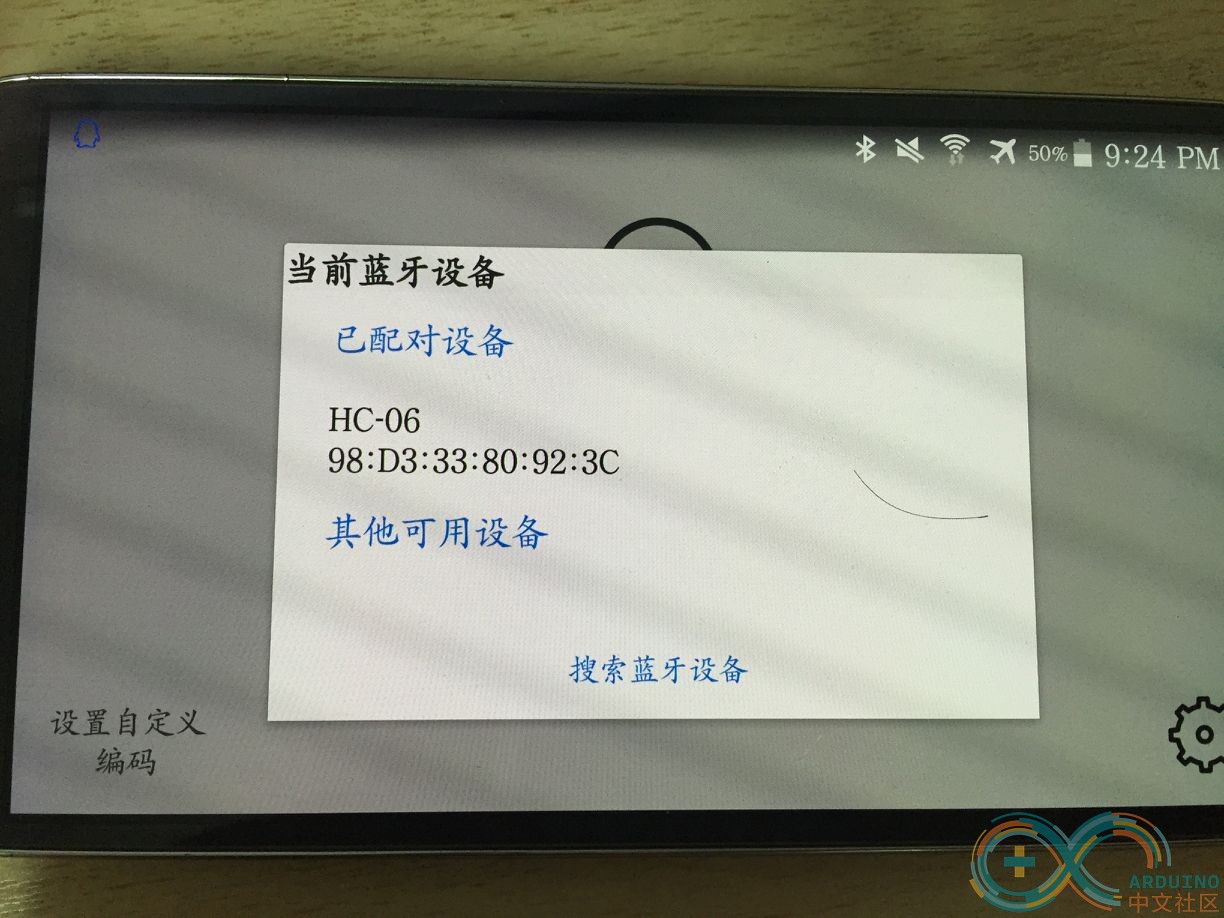 50% 9:24 PM
当前蓝牙设备
已配对设备
HC-06
98:D3:33:80:92:3C
其他可用设备
搜索蓝牙设备
设置自定义
编码
ARDUINO
中文社区